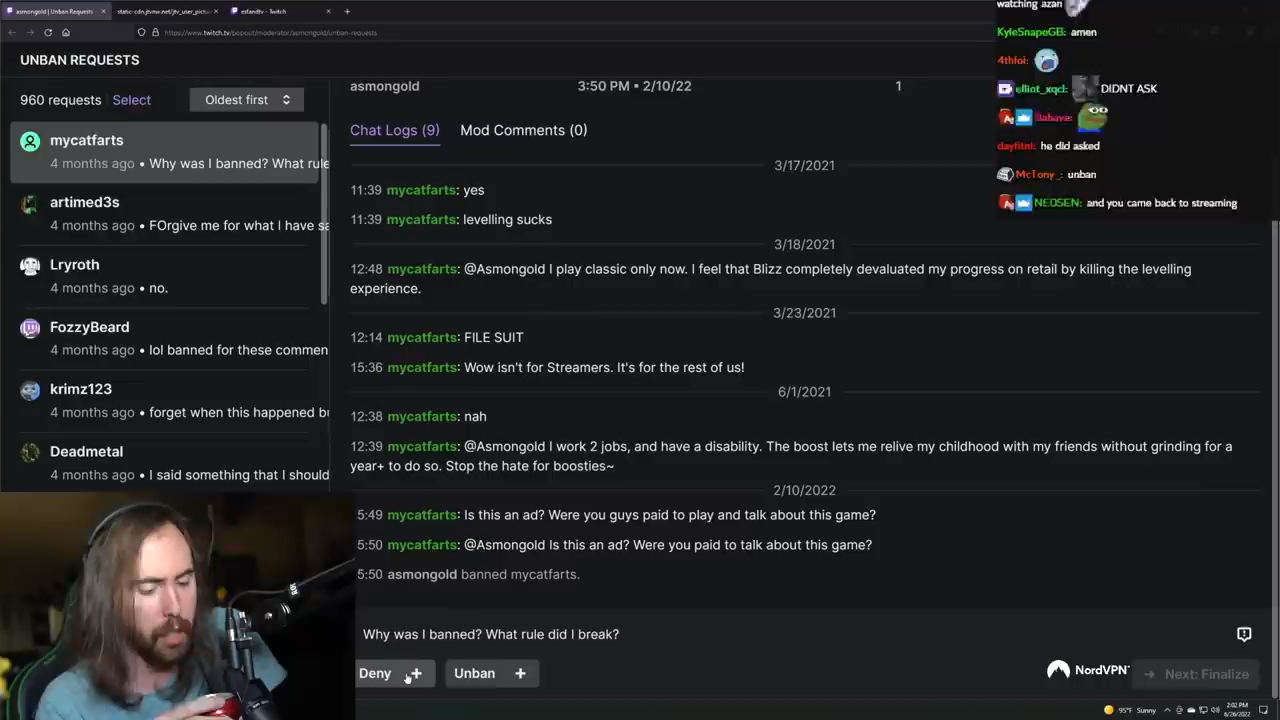 asmongold | Unban Requests
static-cdn.jtvnw.net/jtv_user_pictu
esfandtv - Twitch
https://www.twitch.tv/popout/moderator/asmongold/unban-requests
watching azan
KyleSnapeGB: amen
4thloi:
elliot_xqcl: DIDNT ASK
dayfitni: he did asked
McTony_: unban
NEOSEN: and you came back to streaming
UNBAN REQUESTS
960 requests Select Oldest first
mycatfarts
4 months ago • Why was I banned? What rule
artimed3s
4 months ago • FOrgive me for what I have sa
Lryroth
4 months ago • no.
FozzyBeard
4 months ago • lol banned for these commen
krimz123
4 months ago • forget when this happened bu
Deadmetal
4 months ago • I said something that I should
asmongold 3:50 PM • 2/10/22 1
Chat Logs (9) Mod Comments (0)
3/17/2021
11:39 mycatfarts: yes
11:39 mycatfarts: levelling sucks
3/18/2021
12:48 mycatfarts: @Asmongold I play classic only now. I feel that Blizz completely devaluated my progress on retail by killing the levelling
experience.
3/23/2021
12:14 mycatfarts: FILE SUIT
15:36 mycatfarts: Wow isn't for Streamers. It's for the rest of us!
6/1/2021
12:38 mycatfarts: nah
12:39 mycatfarts: @Asmongold I work 2 jobs, and have a disability. The boost lets me relive my childhood with my friends without grinding for a
year+ to do so. Stop the hate for boosties~
2/10/2022
5:49 mycatfarts: Is this an ad? Were you guys paid to play and talk about this game?
5:50 mycatfarts: @Asmongold Is this an ad? Were you paid to talk about this game?
5:50 asmongold banned mycatfarts.
Why was I banned? What rule did I break?
Deny + Unban +
NordVPN
Next: Finalize
95°F Sunny
2:02 PM
6/26/2022